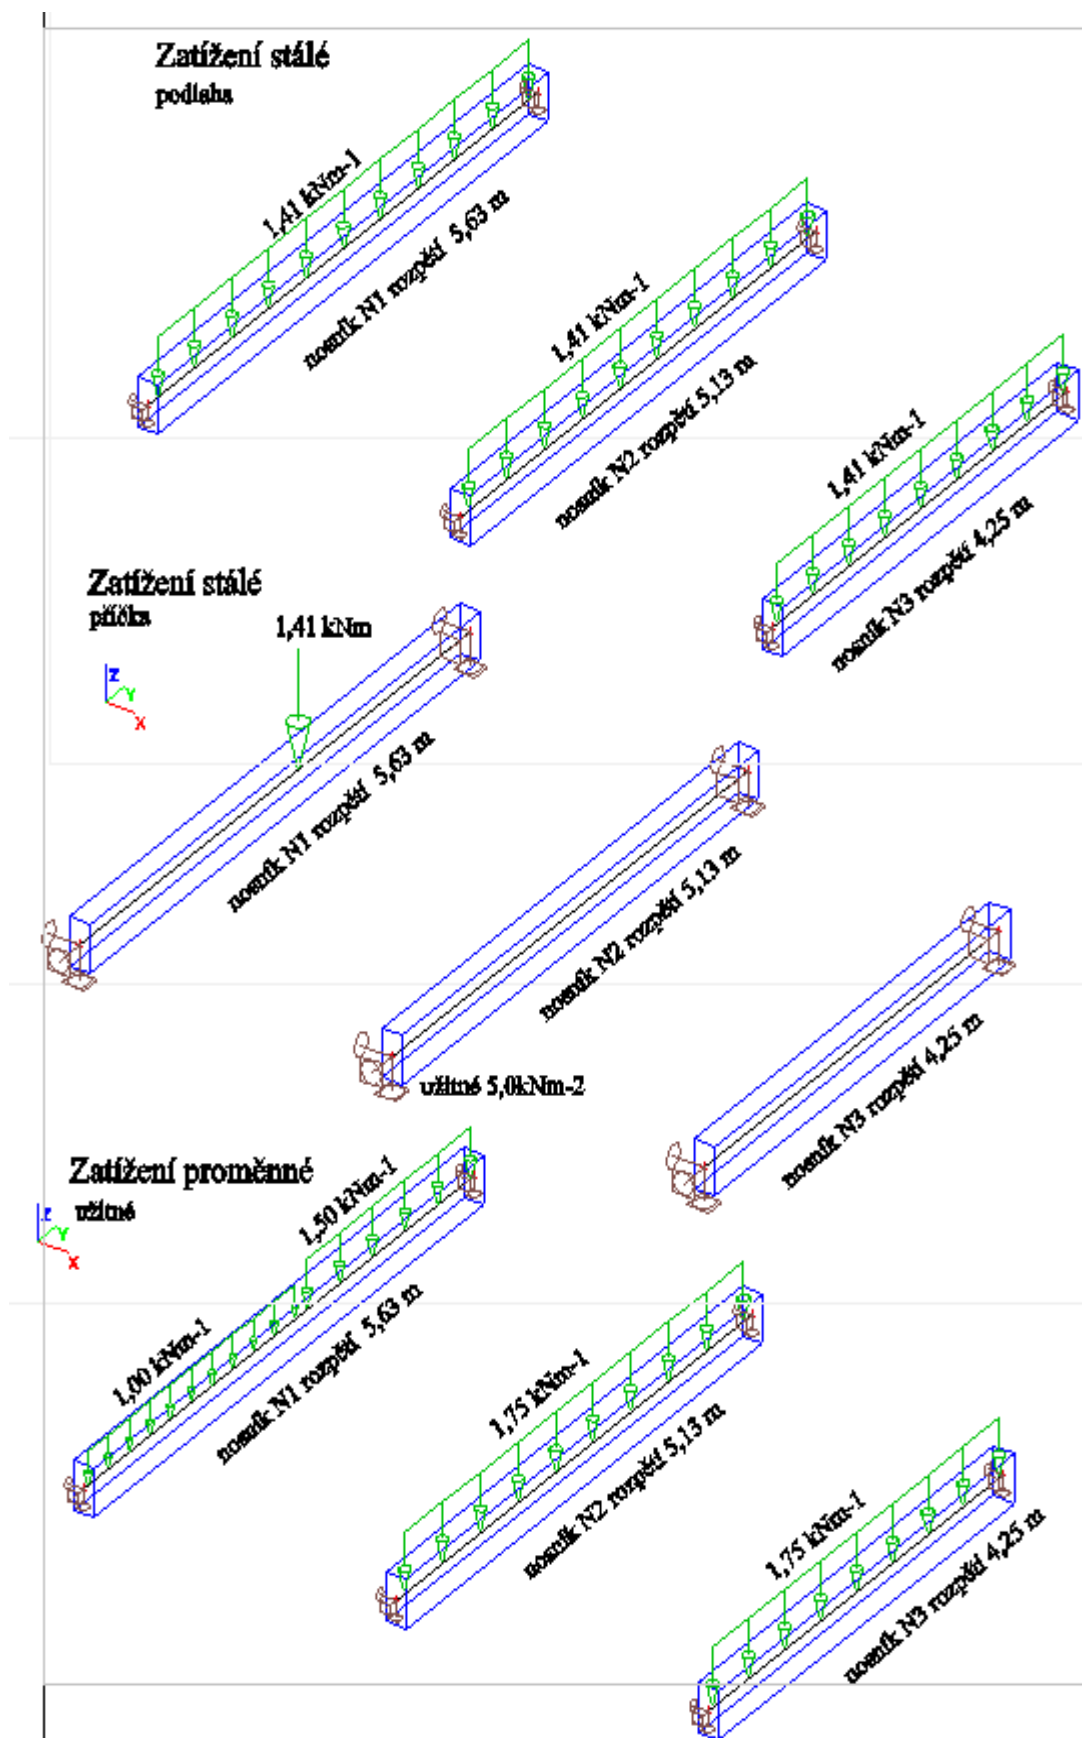 Zatížení stálé
podlaha
1,41 kNm-1
nosník N1 rozpětí 5,63 m
1,41 kNm-1
nosník N2 rozpětí 5,13 m
1,41 kNm-1
nosník N3 rozpětí 4,25 m
Zatížení stálé
příčka
1,41 kNm
Z
Y
X
nosník N1 rozpětí 5,63 m
nosník N2 rozpětí 5,13 m
užitné 5,0kNm-2
nosník N3 rozpětí 4,25 m
Zatížení proměnné
užitné
Z
Y
X
1,50 kNm-1
1,00 kNm-1
nosník N1 rozpětí 5,63 m
1,75 kNm-1
nosník N2 rozpětí 5,13 m
1,75 kNm-1
nosník N3 rozpětí 4,25 m